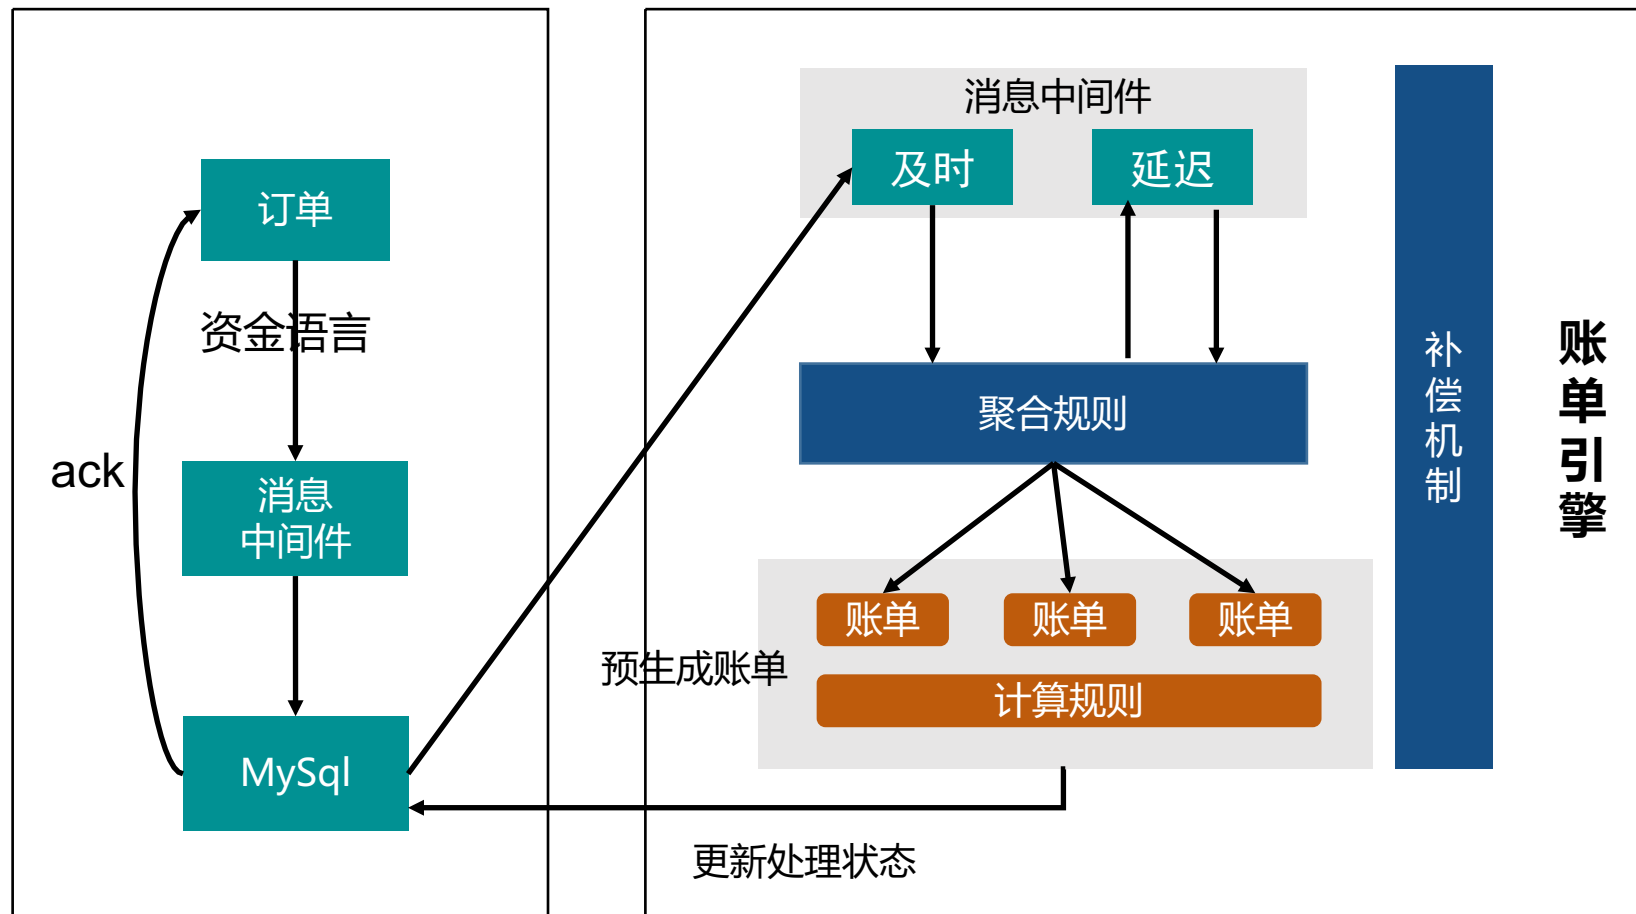 订单
资金语言
ack
消息
中间件
MySql
消息中间件
及时
延迟
聚合规则
账单
账单
账单
预生成账单
计算规则
更新处理状态
补
偿
机
制
账
单
引
擎